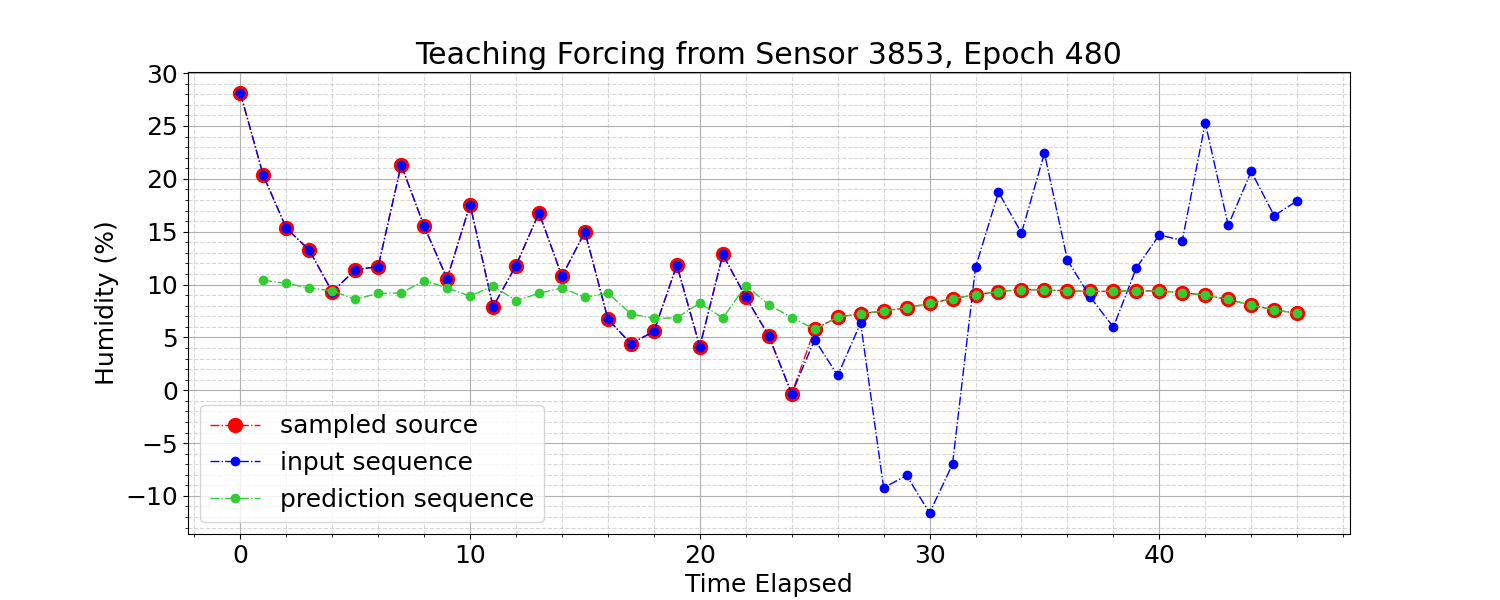 Teaching Forcing from Sensor 3853, Epoch 480
30
25
20
15
10
5
0
−5
−10
Humidity (%)
sampled source
input sequence
prediction sequence
0 10 20 30 40
Time Elapsed